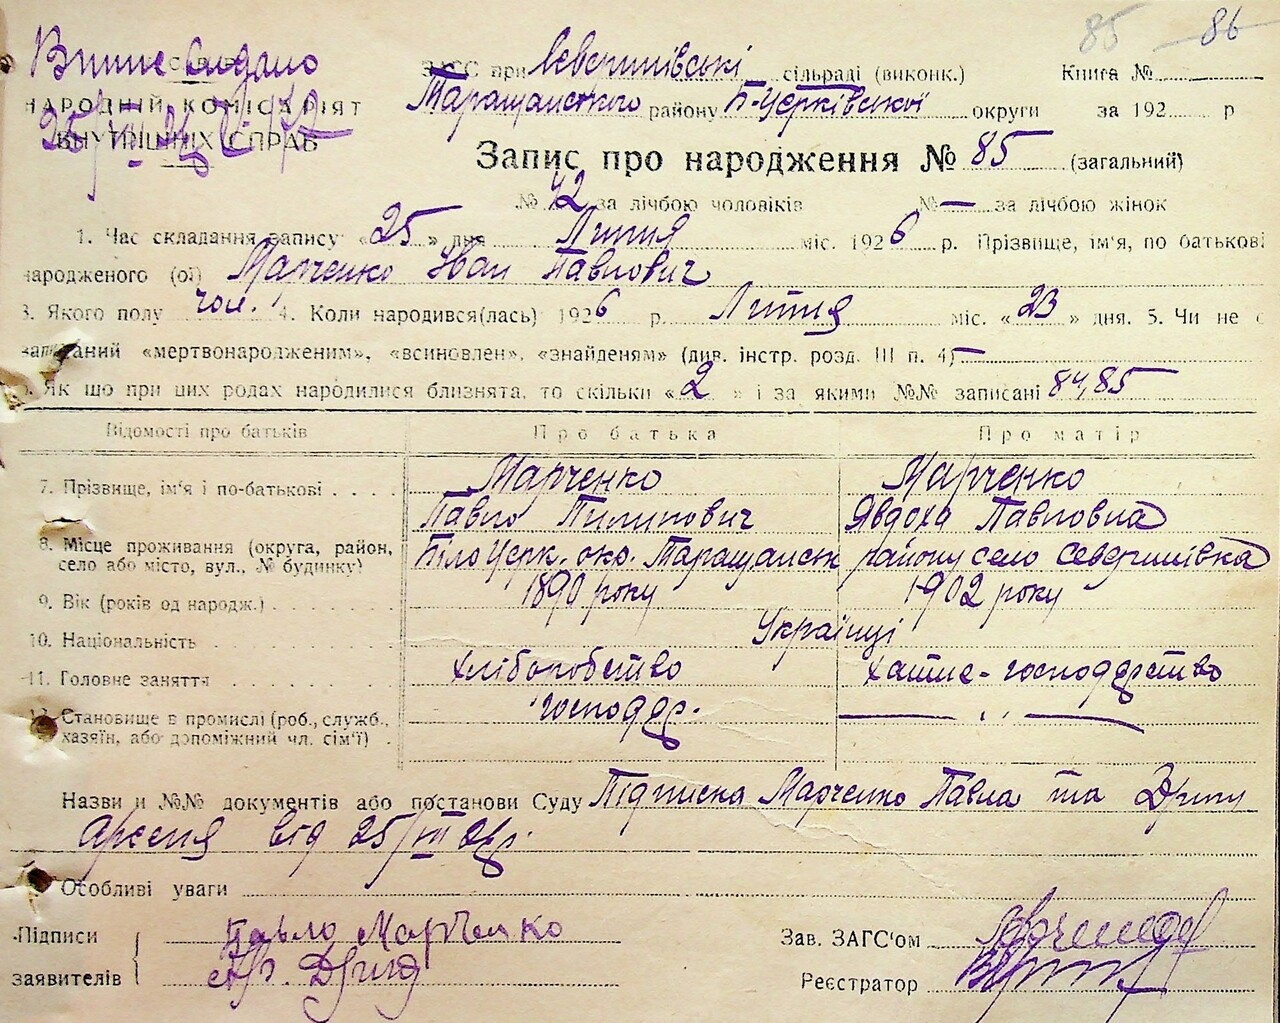 85 — 86
Витяг видано
У. С. Р. Р.
ЗАГС при Северинівські сільраді (виконк.) Книга №
НАРОДНІЙ КОМІСАРІЯТ
Таращанского району Б-Церківської округи за 192 р
ВНУТРІШНІХ СПРАВ
Запис про народження № 85 (загальний)
№ 42 за лічбою чоловіків № — за лічбою жінок
1. Час складання запису «25» дня Липня міс. 1926 р. Прізвище, ім'я, по батькові
народженого (ої) Марченко Іван Павлович
3. Якого полу чол. 4. Коли народився(лась) 1926 р. Липня міс. «23» дня. 5. Чи не є
записаний «мертвонародженим», «всиновлен», «знайденям» (див. інстр. розд. III п. 4) —
Як що при цих родах народилися близнята, то скільки «2» і за якими №№ записані 84, 85
Відомості про батьків Про батька Про матір
7. Прізвище, ім'я і по-батькові Марченко Павло Пилипович Марченко Явдоха Павловна
8. Місце проживання (округа, район, село або місто, вул., № будинку) Біло Церк. окр. Таращанськ району село Северинівка
9. Вік (років од народж.) 1890 року 1902 року
10. Національність Українці
11. Головне заняття хлібопобство хатнє-господдрство
12. Становище в промислі (роб., служб., хазяїн, або допоміжний чл. сім'ї) господар. — „ —
Назви и №№ документів або постанови Суду Підписка Марченко Павла та
Арсеня від 25/VII 26 р.
Особливі уваги
Підписи заявителів Павло Марченко
Ар.
Зав. ЗАГС'ом
Реєстратор